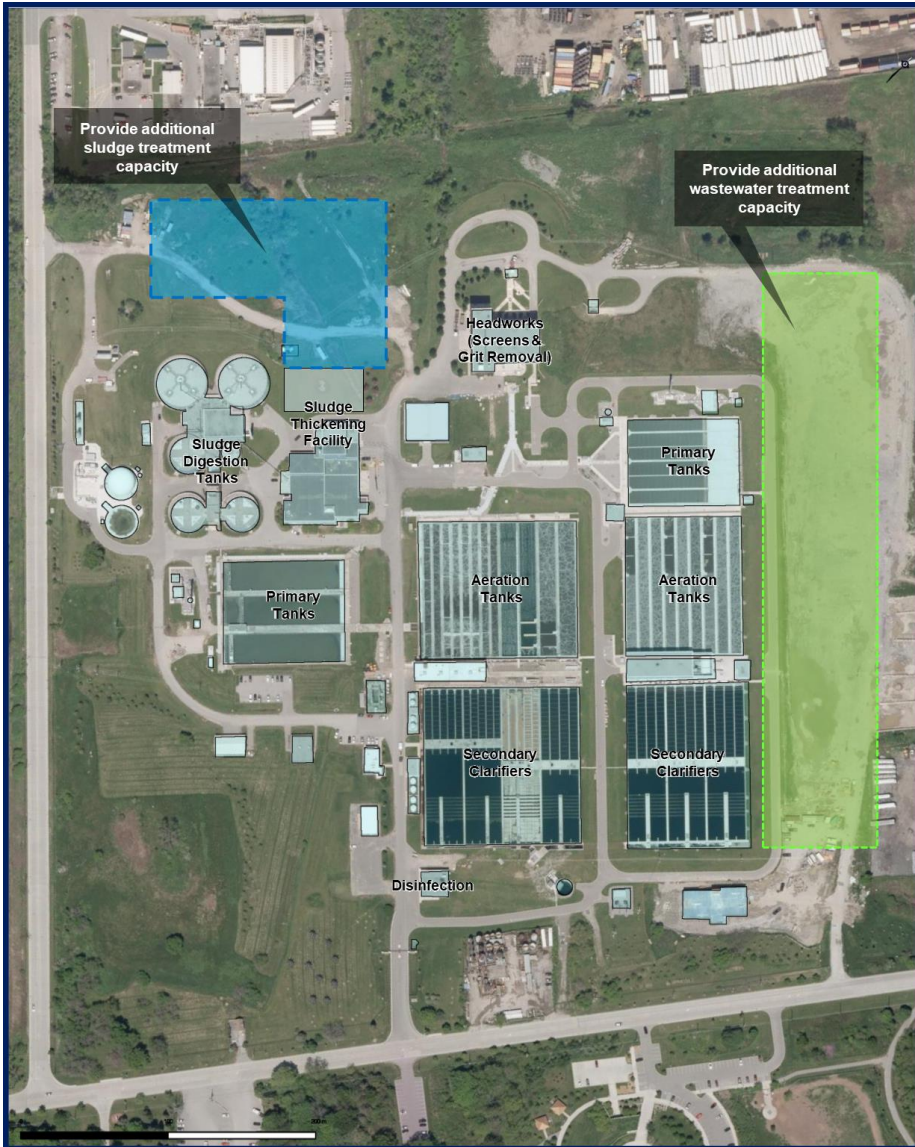 Provide additional
sludge treatment
capacity
Provide additional
wastewater treatment
capacity
Headworks
(Screens &
Grit Removal)
Sludge
Thickening
Facility
Sludge
Digestion
Tanks
Primary
Tanks
Primary
Tanks
Aeration
Tanks
Aeration
Tanks
Secondary
Clarifiers
Secondary
Clarifiers
Disinfection